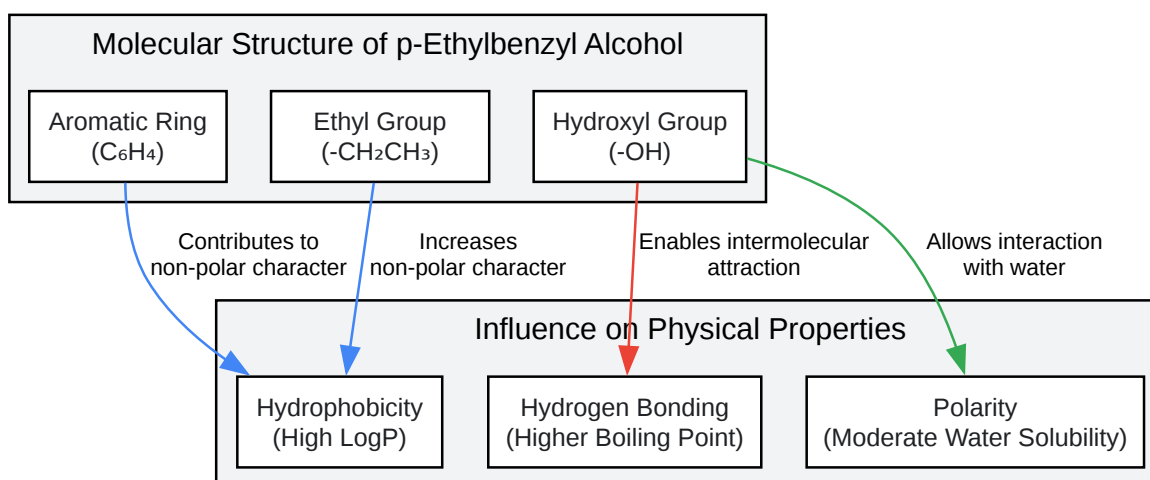 Molecular Structure of p-Ethylbenzyl Alcohol
Aromatic Ring
(C₆H₄)
Ethyl Group
(-CH₂CH₃)
Hydroxyl Group
(-OH)
Contributes to
non-polar character
Increases
non-polar character
Enables intermolecular
attraction
Allows interaction
with water
Influence on Physical Properties
Hydrophobicity
(High LogP)
Hydrogen Bonding
(Higher Boiling Point)
Polarity
(Moderate Water Solubility)